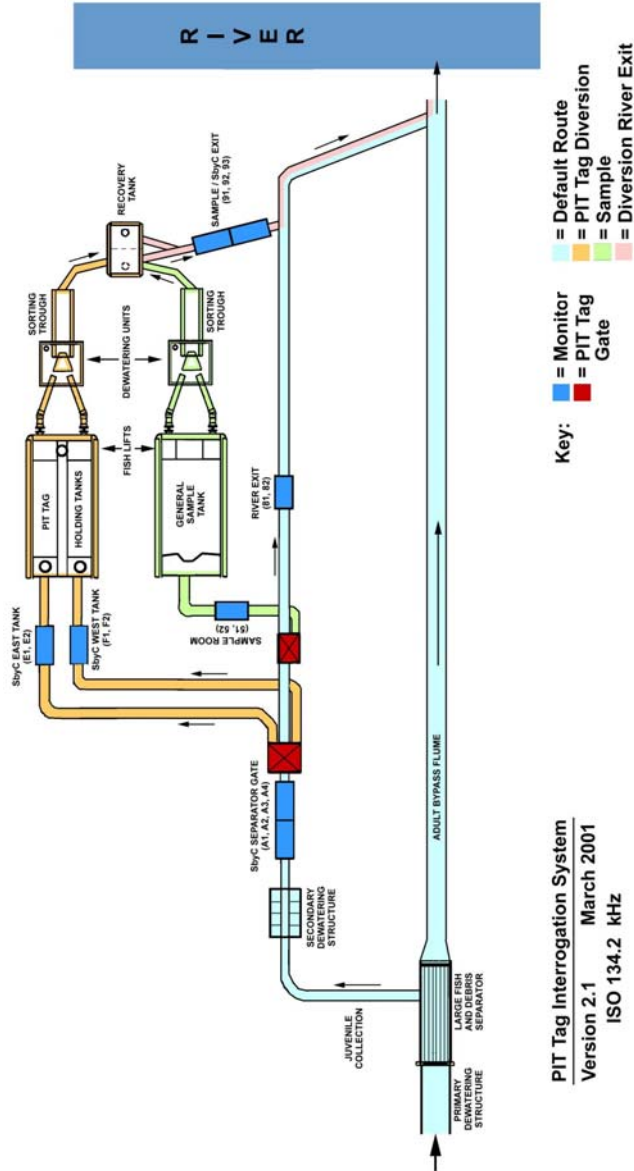 RIVER
RECOVERY
TANK
SAMPLE / SbyC EXIT
(91, 92, 93)
SORTING
TROUGH
DEWATERING UNITS
SORTING
TROUGH
FISH LIFTS
PIT TAG
HOLDING TANKS
GENERAL
SAMPLE
TANK
RIVER EXIT
(81, 82)
SbyC EAST TANK
(E1, E2)
SbyC WEST TANK
(F1, F2)
SAMPLE ROOM
(51, 52)
SbyC SEPARATOR GATE
(A1, A2, A3, A4)
SECONDARY
DEWATERING
STRUCTURE
JUVENILE
COLLECTION
ADULT BYPASS FLUME
LARGE FISH
AND DEBRIS
SEPARATOR
PRIMARY
DEWATERING
STRUCTURE
PIT Tag Interrogation System
Version 2.1 March 2001
ISO 134.2 kHz
Key:
= Monitor
= PIT Tag
Gate
= Default Route
= PIT Tag Diversion
= Sample
= Diversion River Exit